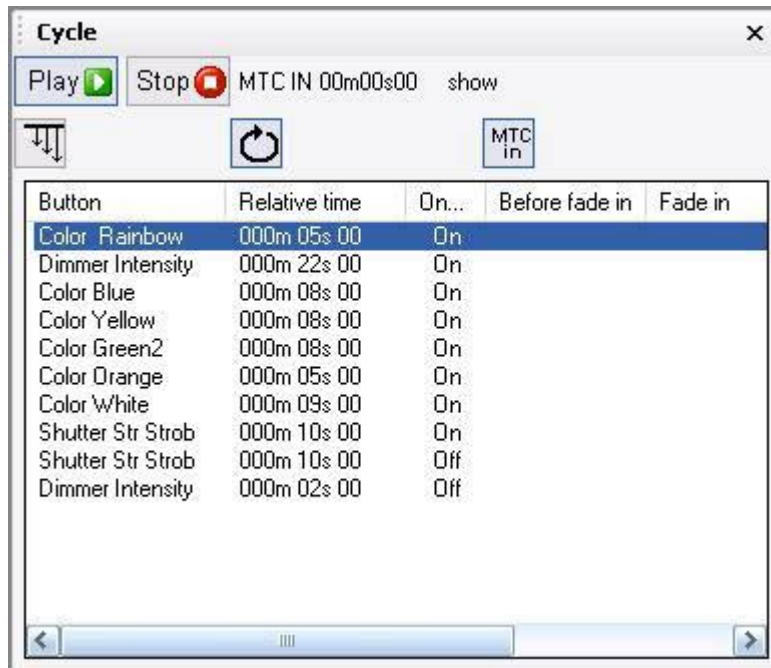 Cycle
Play Stop MTC IN 00m00s00 show
MTC in
Button Relative time On... Before fade in Fade in
Color Rainbow 000m 05s 00 On
Dimmer Intensity 000m 22s 00 On
Color Blue 000m 08s 00 On
Color Yellow 000m 08s 00 On
Color Green2 000m 08s 00 On
Color Orange 000m 05s 00 On
Color White 000m 09s 00 On
Shutter Str Strob 000m 10s 00 On
Shutter Str Strob 000m 10s 00 Off
Dimmer Intensity 000m 02s 00 Off